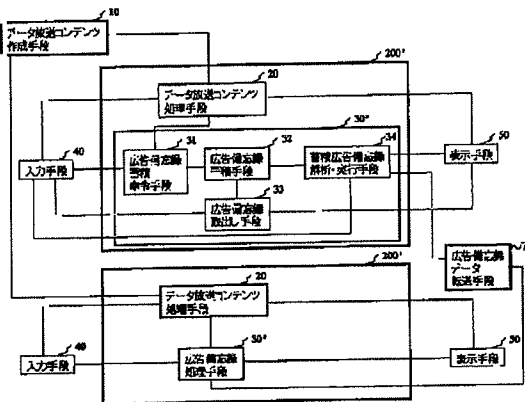 10
データ放送コンテンツ
作成手段
200'
20
データ放送コンテンツ
処理手段
30'
31
広告備忘録
蓄積
命令手段
32
広告備忘録
蓄積手段
34
蓄積広告備忘録
解析・実行手段
33
広告備忘録
取出し手段
40
入力手段
50
表示手段
広告備忘録
データ
転送手段
200'
20
データ放送コンテンツ
処理手段
30'
広告備忘録
処理手段
40
入力手段
50
表示手段